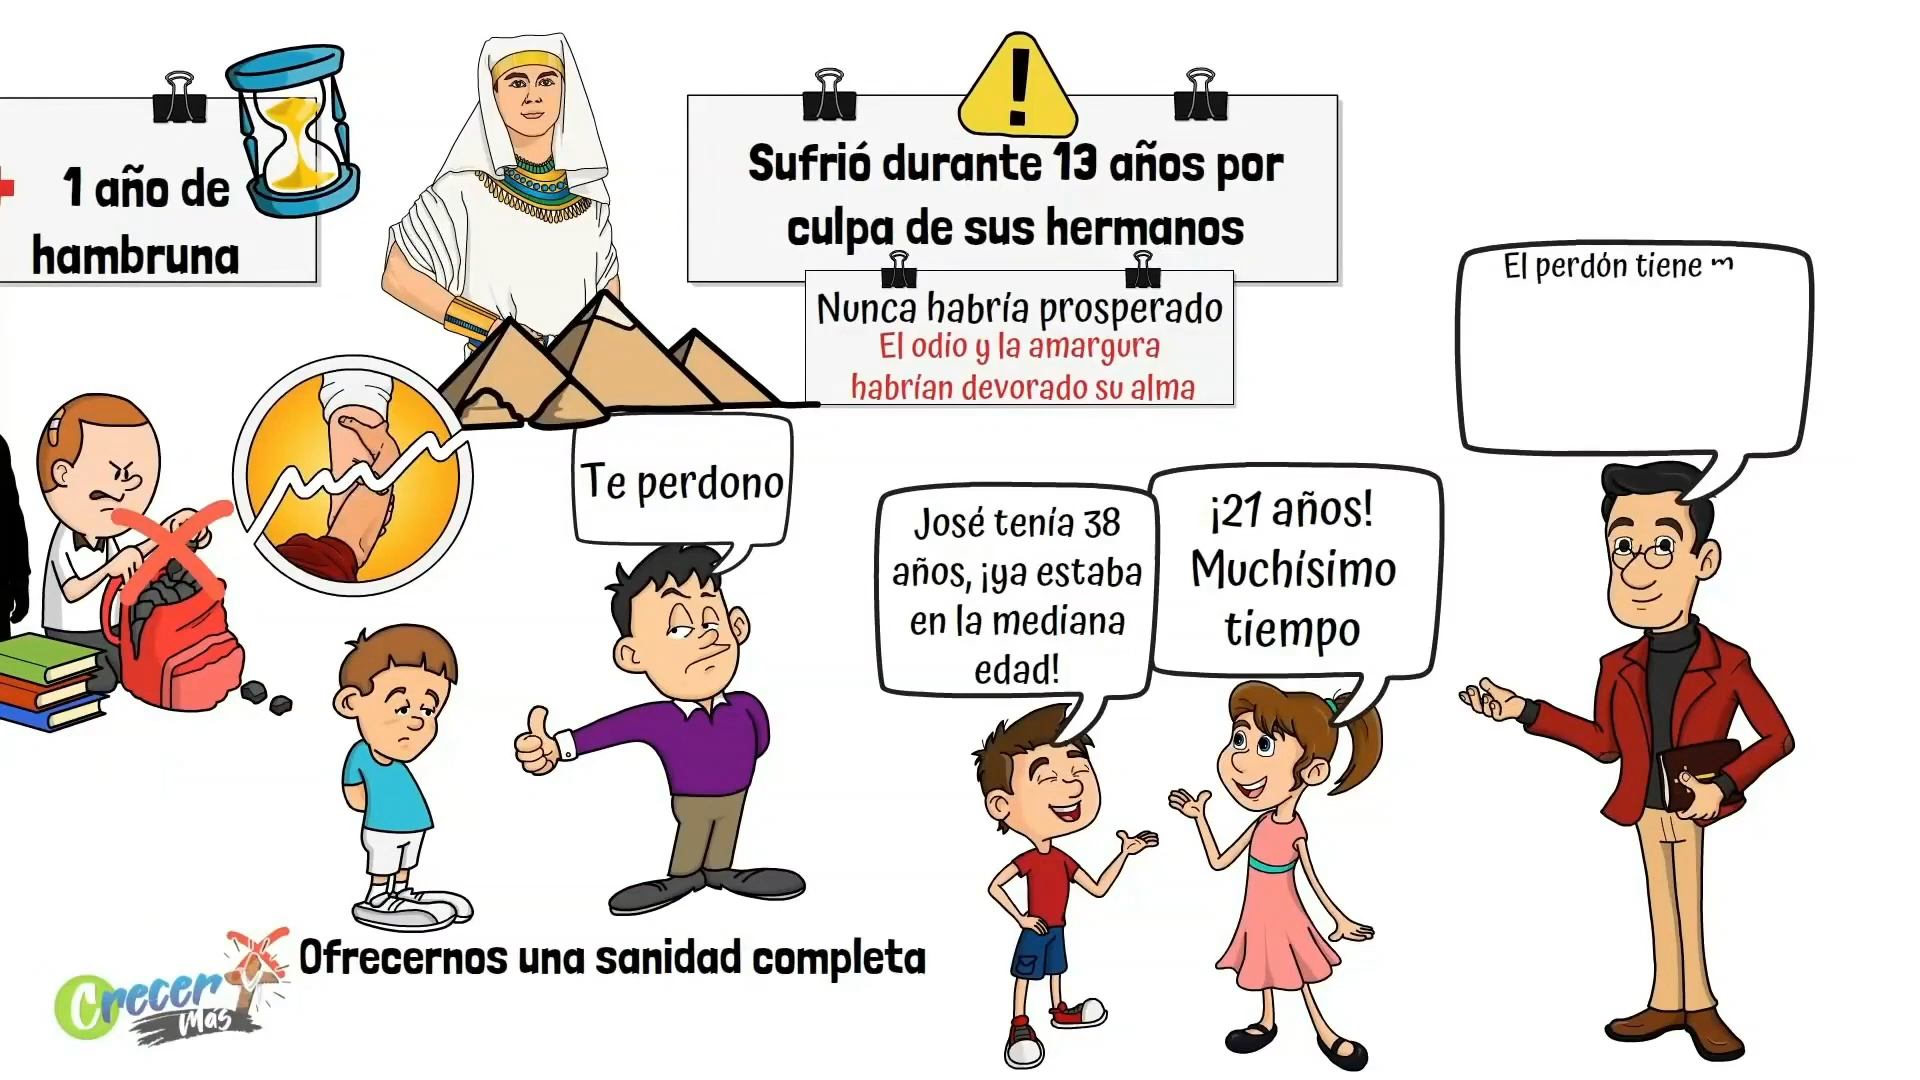 1 año de
hambruna
Sufrió durante 13 años por
culpa de sus hermanos
Nunca habría prosperado
El odio y la amargura
habrían devorado su alma
El perdón tiene
Te perdono
José tenía 38
años, ¡ya estaba
en la mediana
edad!
¡21 años!
Muchísimo
tiempo
Ofrecernos una sanidad completa
Crecer
Más